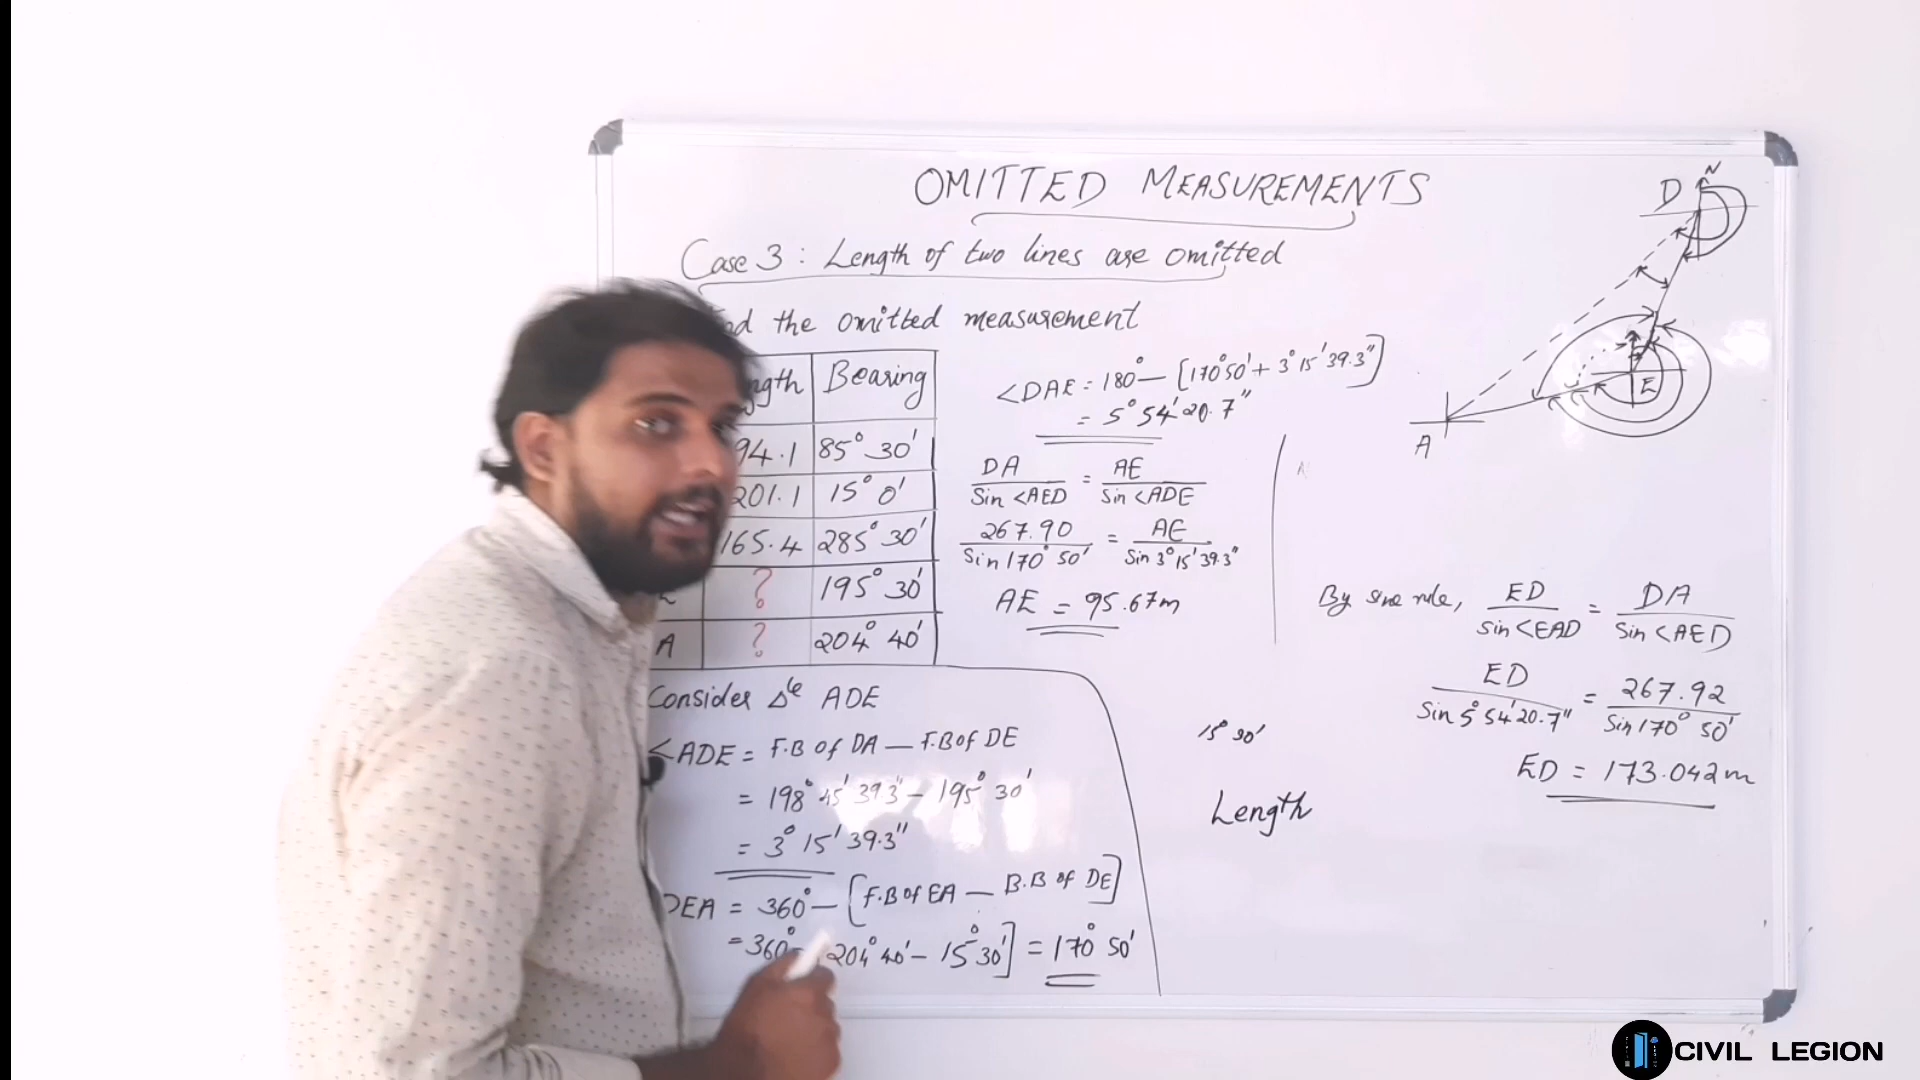 OMITTED MEASUREMENTS
Case 3 : Length of two lines are omitted
the omitted measurement
Bearing
94.1 85° 30'
201.1 15° 0'
165.4 285° 30'
? 195° 30'
A ? 204° 40'
Consider Δle ADE
<ADE = F.B of DA — F.B of DE
= 198° 45' 39.3" — 195° 30'
= 3° 15' 39.3"
DEA = 360° — [F.B of EA — B.B of DE]
= 360° — 204° 40' — 15° 30'] = 170° 50'
<DAE = 180° — [170° 50' + 3° 15' 39.3"]
= 5° 54' 20.7"
DA / Sin <AED = AE / Sin <ADE
267.90 / Sin 170° 50' = AE / Sin 3° 15' 39.3"
AE = 95.67m
15° 30'
Length
N
D
E
A
By sine rule, ED / Sin <EAD = DA / Sin <AED
ED / Sin 5° 54' 20.7" = 267.92 / Sin 170° 50'
ED = 173.042m
CIVIL LEGION